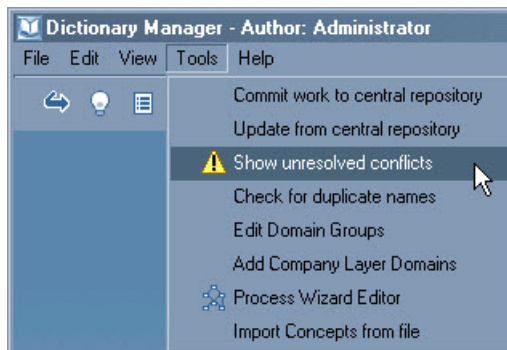 Dictionary Manager - Author: Administrator
File Edit View Tools Help
Commit work to central repository
Update from central repository
Show unresolved conflicts
Check for duplicate names
Edit Domain Groups
Add Company Layer Domains
Process Wizard Editor
Import Concepts from file